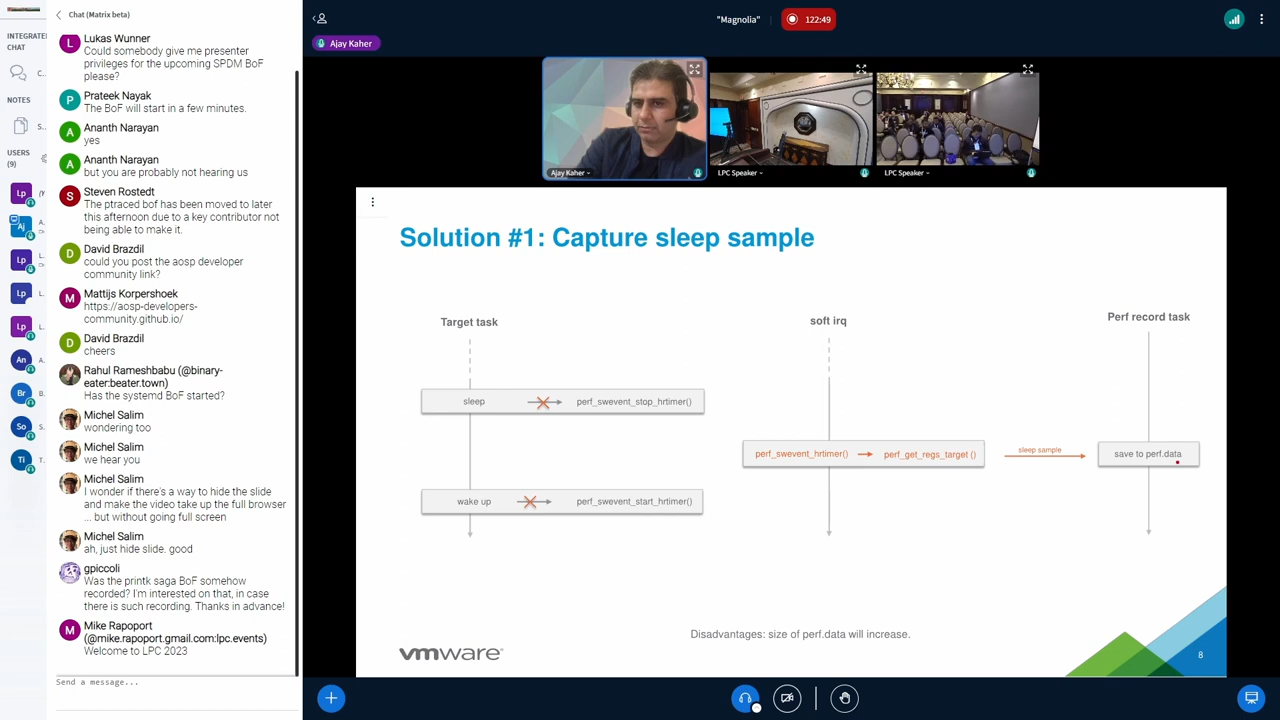 Chat (Matrix beta)
INTEGRATE
CHAT
C..
NOTES
S..
USERS
(9)
Lp
Aj
A.
Lp
L.
Lp
L.
Lp
L.
An
A.
Br
B.
So
S.
Ti
T.
L
Lukas Wunner
Could somebody give me presenter
privileges for the upcoming SPDM BoF
please?
P
Prateek Nayak
The BoF will start in a few minutes.
A
Ananth Narayan
yes
A
Ananth Narayan
but you are probably not hearing us
S
Steven Rostedt
The ptraced bof has been moved to later
this afternoon due to a key contributor not
being able to make it.
D
David Brazdil
could you post the aosp developer
community link?
M
Mattijs Korpershoek
https://aosp-developers-
community.github.io/
D
David Brazdil
cheers
Rahul Rameshbabu (@binary-
eater:beater.town)
Has the systemd BoF started?
Michel Salim
wondering too
Michel Salim
we hear you
Michel Salim
I wonder if there's a way to hide the slide
and make the video take up the full browser
... but without going full screen
Michel Salim
ah, just hide slide. good
gpiccoli
Was the printk saga BoF somehow
recorded? I'm interested on that, in case
there is such recording. Thanks in advance!
M
Mike Rapoport
(@mike.rapoport.gmail.com:lpc.events)
Welcome to LPC 2023
Send a message...
"Magnolia"
122:49
Ajay Kaher
Ajay Kaher
LPC Speaker
LPC Speaker
Solution #1: Capture sleep sample
Target task
soft irq
Perf record task
sleep
perf_swevent_stop_hrtimer()
perf_swevent_hrtimer()
perf_get_regs_target ()
sleep sample
save to perf.data
wake up
perf_swevent_start_hrtimer()
Disadvantages: size of perf.data will increase.
vmware®
8